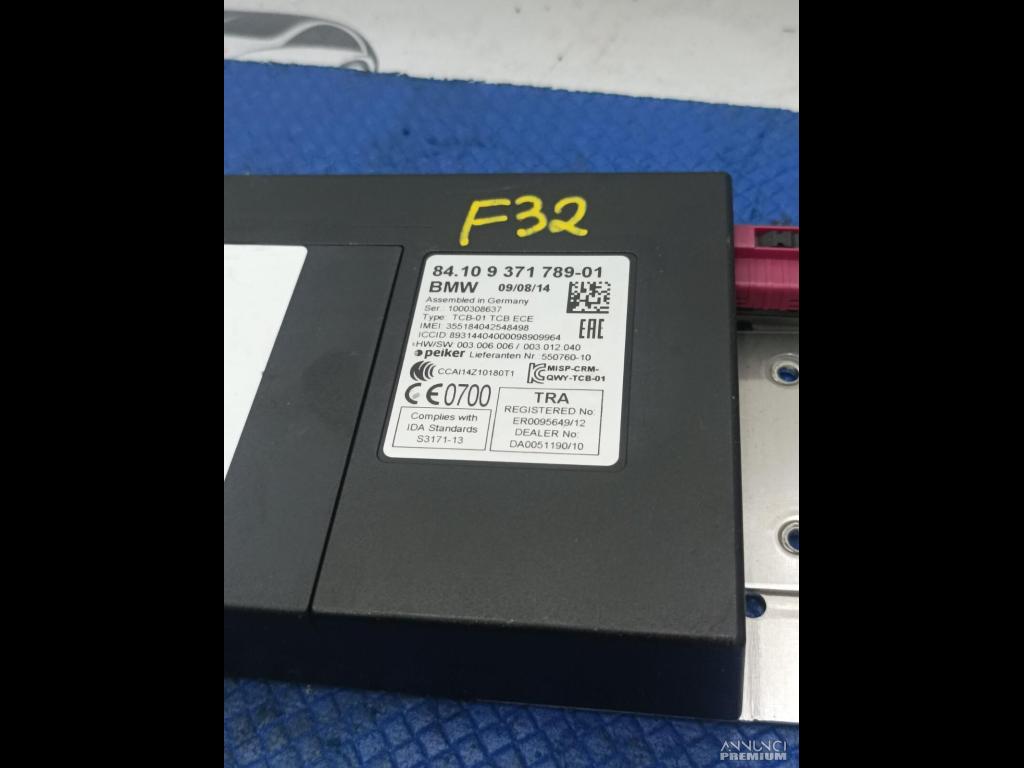 F32
84.10 9 371 789-01
BMW 09/08/14
Assembled in Germany
Ser.: 1000308637
Type: TCB-01 TCB ECE
IMEI: 355184042548498
ICCID: 89314404000098909964
HW/SW: 003.006.006 / 003.012.040
peiker Lieferanten Nr.: 550760-10
CCAI14Z10180T1
MISP-CRM-
QWY-TCB-01
EAC
CE0700
Complies with
IDA Standards
S3171-13
TRA
REGISTERED No:
ER0095649/12
DEALER No:
DA0051190/10
ANNUNCI
PREMIUM